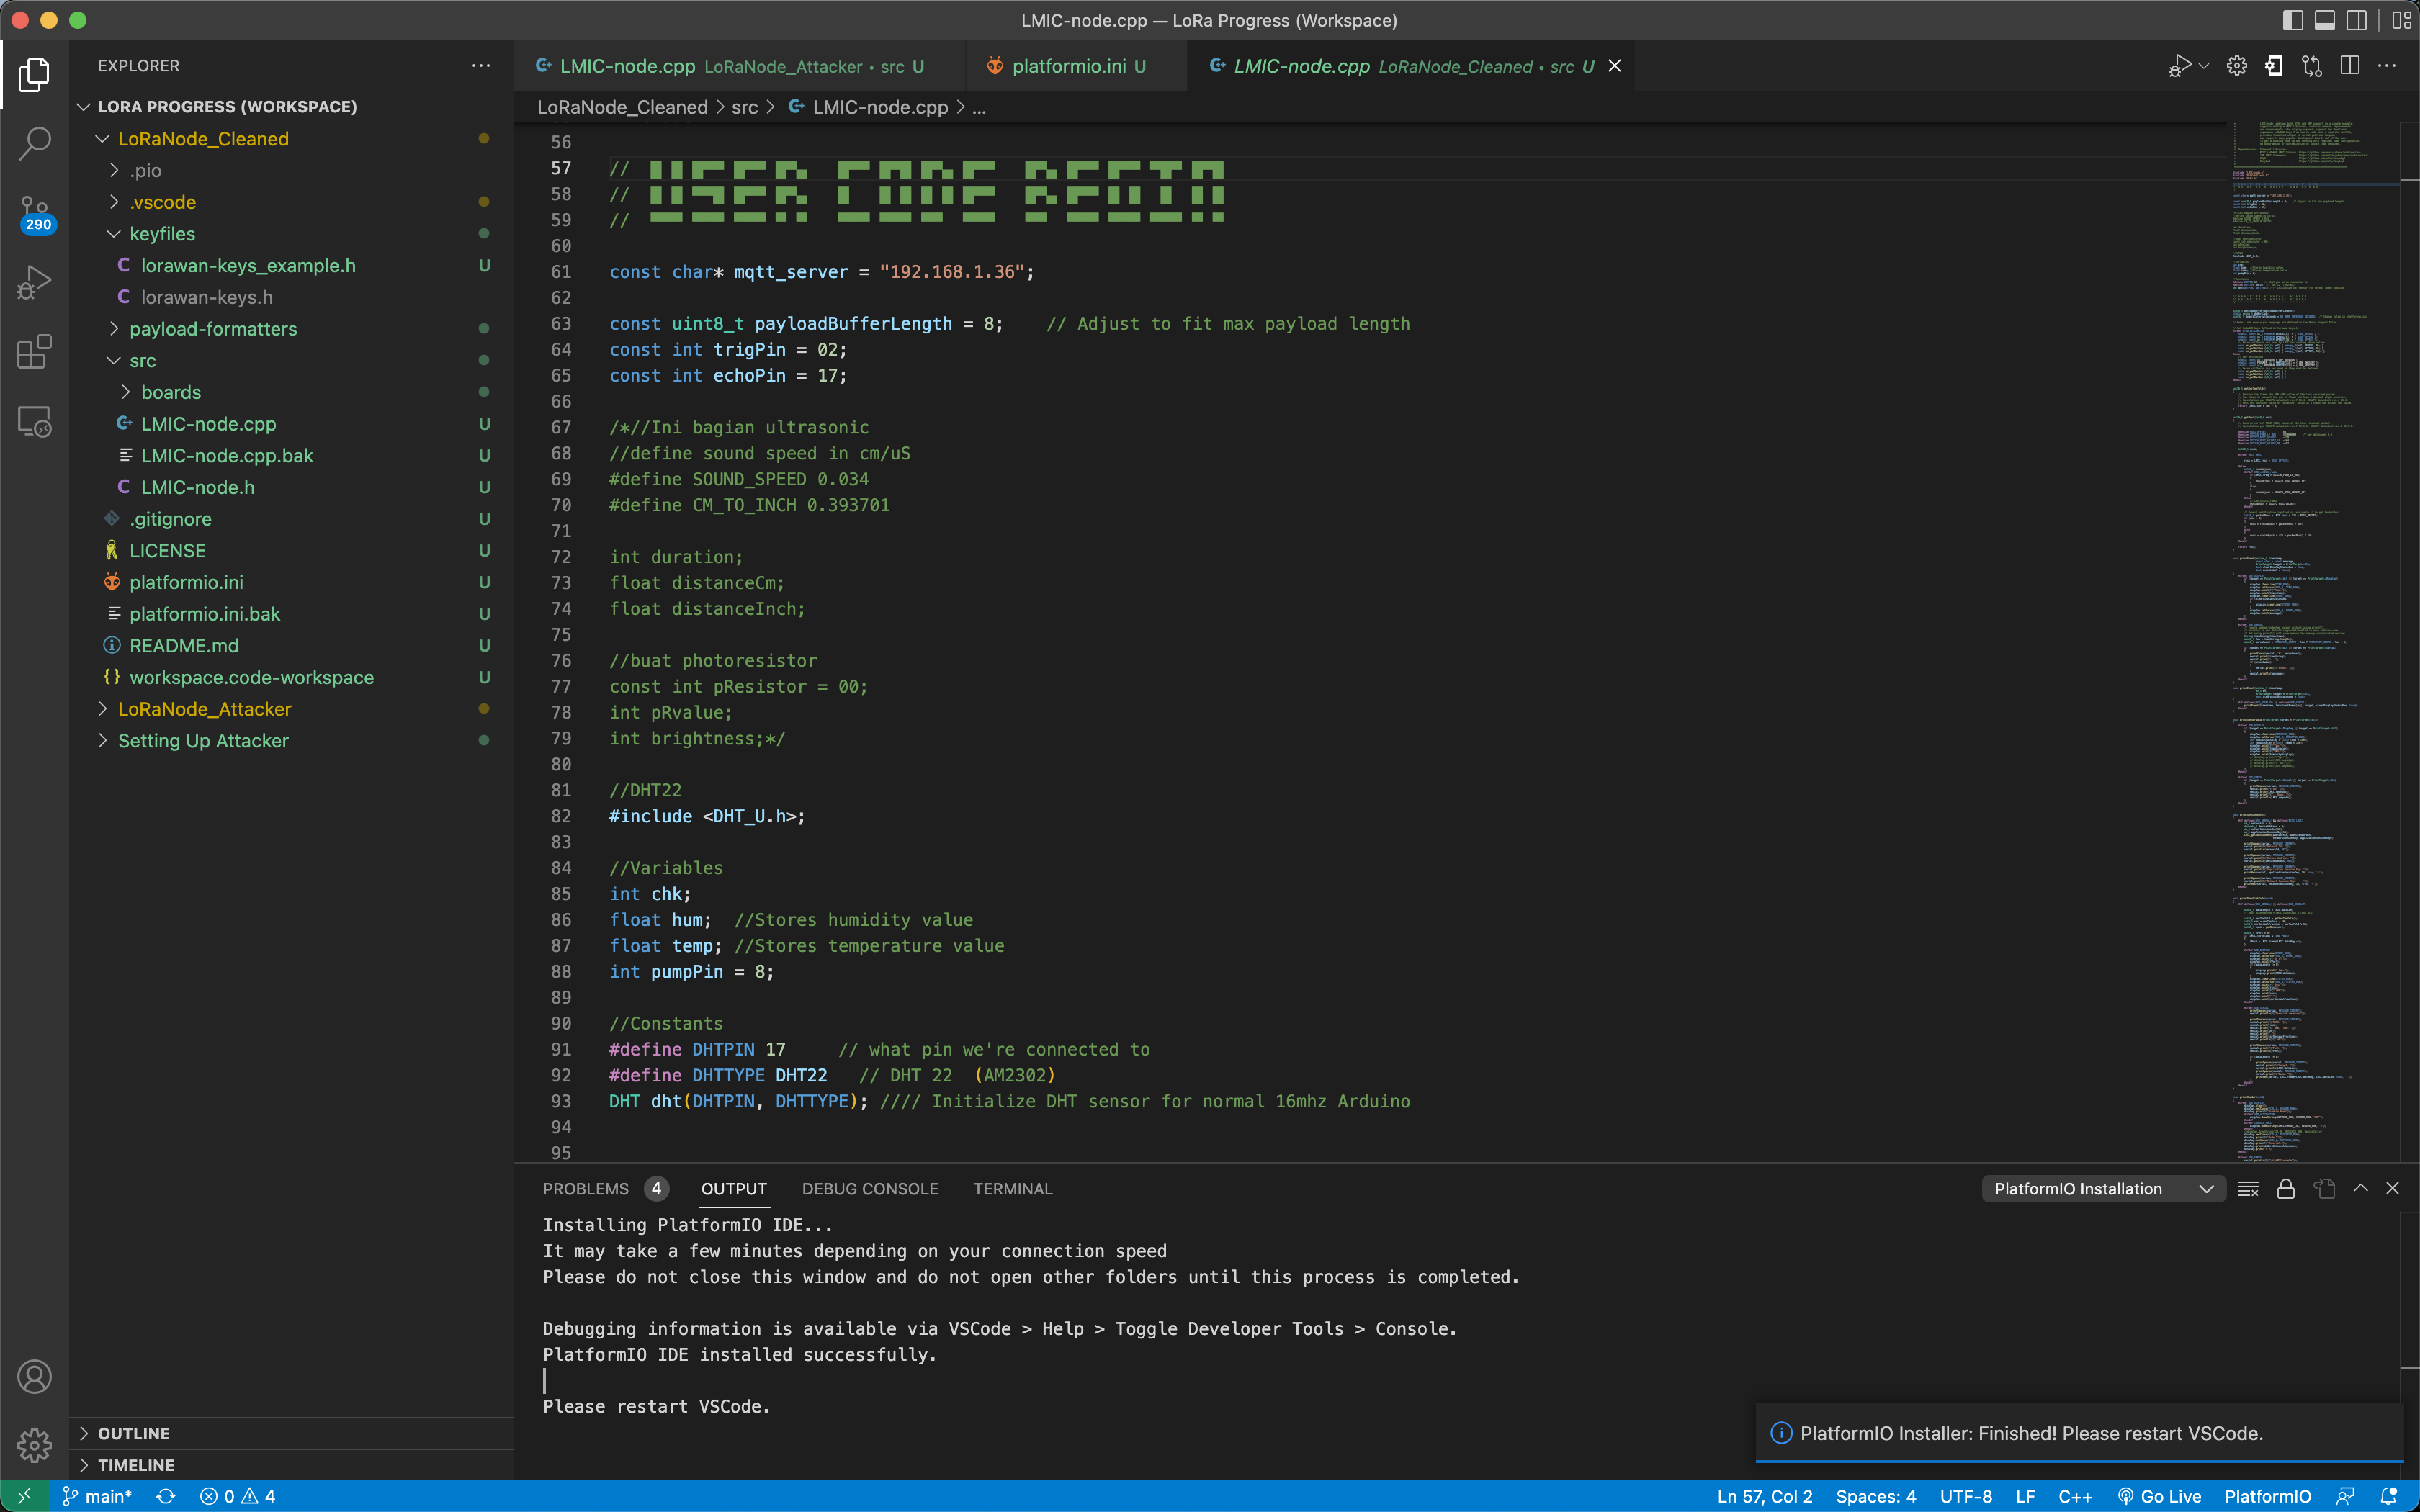 LMIC-node.cpp — LoRa Progress (Workspace)
EXPLORER
LORA PROGRESS (WORKSPACE)
LoRaNode_Cleaned
.pio
.vscode
keyfiles
lorawan-keys_example.h U
lorawan-keys.h
payload-formatters
src
boards
LMIC-node.cpp U
LMIC-node.cpp.bak U
LMIC-node.h U
.gitignore U
LICENSE U
platformio.ini U
platformio.ini.bak U
README.md U
workspace.code-workspace U
LoRaNode_Attacker
Setting Up Attacker
290
OUTLINE
TIMELINE
LMIC-node.cpp LoRaNode_Attacker • src U
platformio.ini U
LMIC-node.cpp LoRaNode_Cleaned • src U
LoRaNode_Cleaned > src > LMIC-node.cpp > ...
56
57 //
58 //
59 //
USER CODE BEGIN
60
61 const char* mqtt_server = "192.168.1.36";
62
63 const uint8_t payloadBufferLength = 8;    // Adjust to fit max payload length
64 const int trigPin = 02;
65 const int echoPin = 17;
66
67 /*//Ini bagian ultrasonic
68 //define sound speed in cm/uS
69 #define SOUND_SPEED 0.034
70 #define CM_TO_INCH 0.393701
71
72 int duration;
73 float distanceCm;
74 float distanceInch;
75
76 //buat photoresistor
77 const int pResistor = 00;
78 int pRvalue;
79 int brightness;*/
80
81 //DHT22
82 #include <DHT_U.h>;
83
84 //Variables
85 int chk;
86 float hum;  //Stores humidity value
87 float temp; //Stores temperature value
88 int pumpPin = 8;
89
90 //Constants
91 #define DHTPIN 17     // what pin we're connected to
92 #define DHTTYPE DHT22   // DHT 22  (AM2302)
93 DHT dht(DHTPIN, DHTTYPE); //// Initialize DHT sensor for normal 16mhz Arduino
94
95
PROBLEMS 4 OUTPUT DEBUG CONSOLE TERMINAL
PlatformIO Installation
Installing PlatformIO IDE...
It may take a few minutes depending on your connection speed
Please do not close this window and do not open other folders until this process is completed.
Debugging information is available via VSCode > Help > Toggle Developer Tools > Console.
PlatformIO IDE installed successfully.
Please restart VSCode.
PlatformIO Installer: Finished! Please restart VSCode.
main* 0 4
Ln 57, Col 2 Spaces: 4 UTF-8 LF C++ Go Live PlatformIO